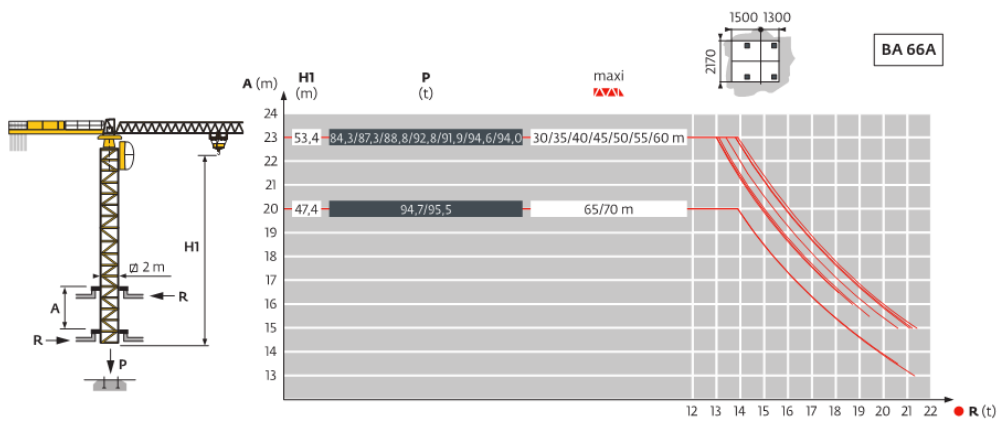 1500 1300
2170
BA 66A
A (m)
H1
(m)
P
(t)
maxi
24
23
53,4
84,3/87,3/88,8/92,8/91,9/94,6/94,0
30/35/40/45/50/55/60 m
22
21
20
47,4
94,7/95,5
65/70 m
19
18
17
16
15
14
13
12 13 14 15 16 17 18 19 20 21 22
R (t)
H1
2 m
R
A
R
P